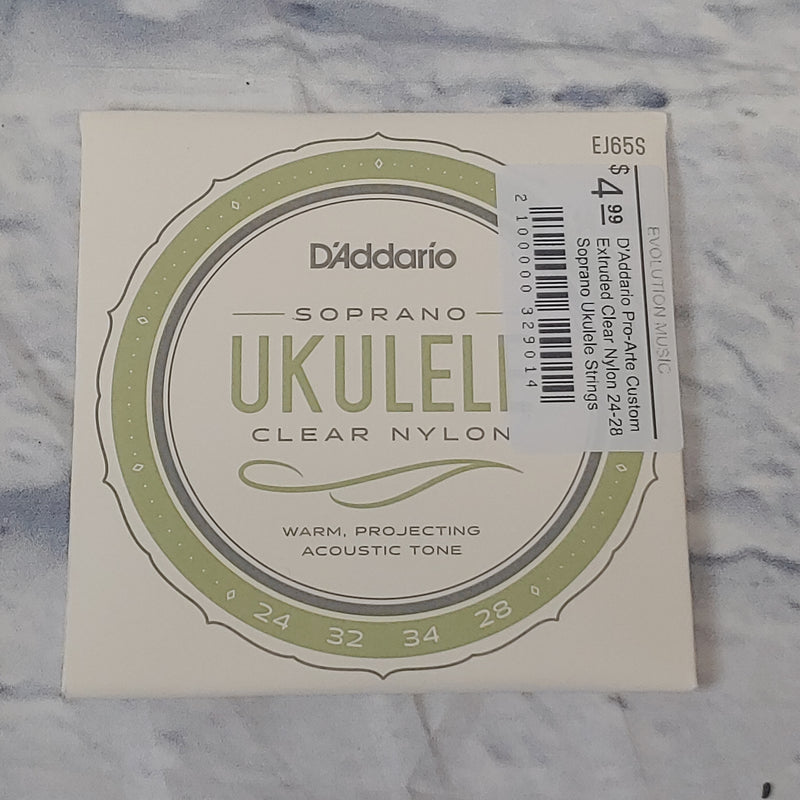 EJ65S
D'Addario
SOPRANO
UKULELE
CLEAR NYLON
WARM, PROJECTING
ACOUSTIC TONE
24 32 34 28
EVOLUTION MUSIC
$4.99
D'Addario Pro-Arte Custom
Extruded Clear Nylon 24-28
Soprano Ukulele Strings
2 100000 329014